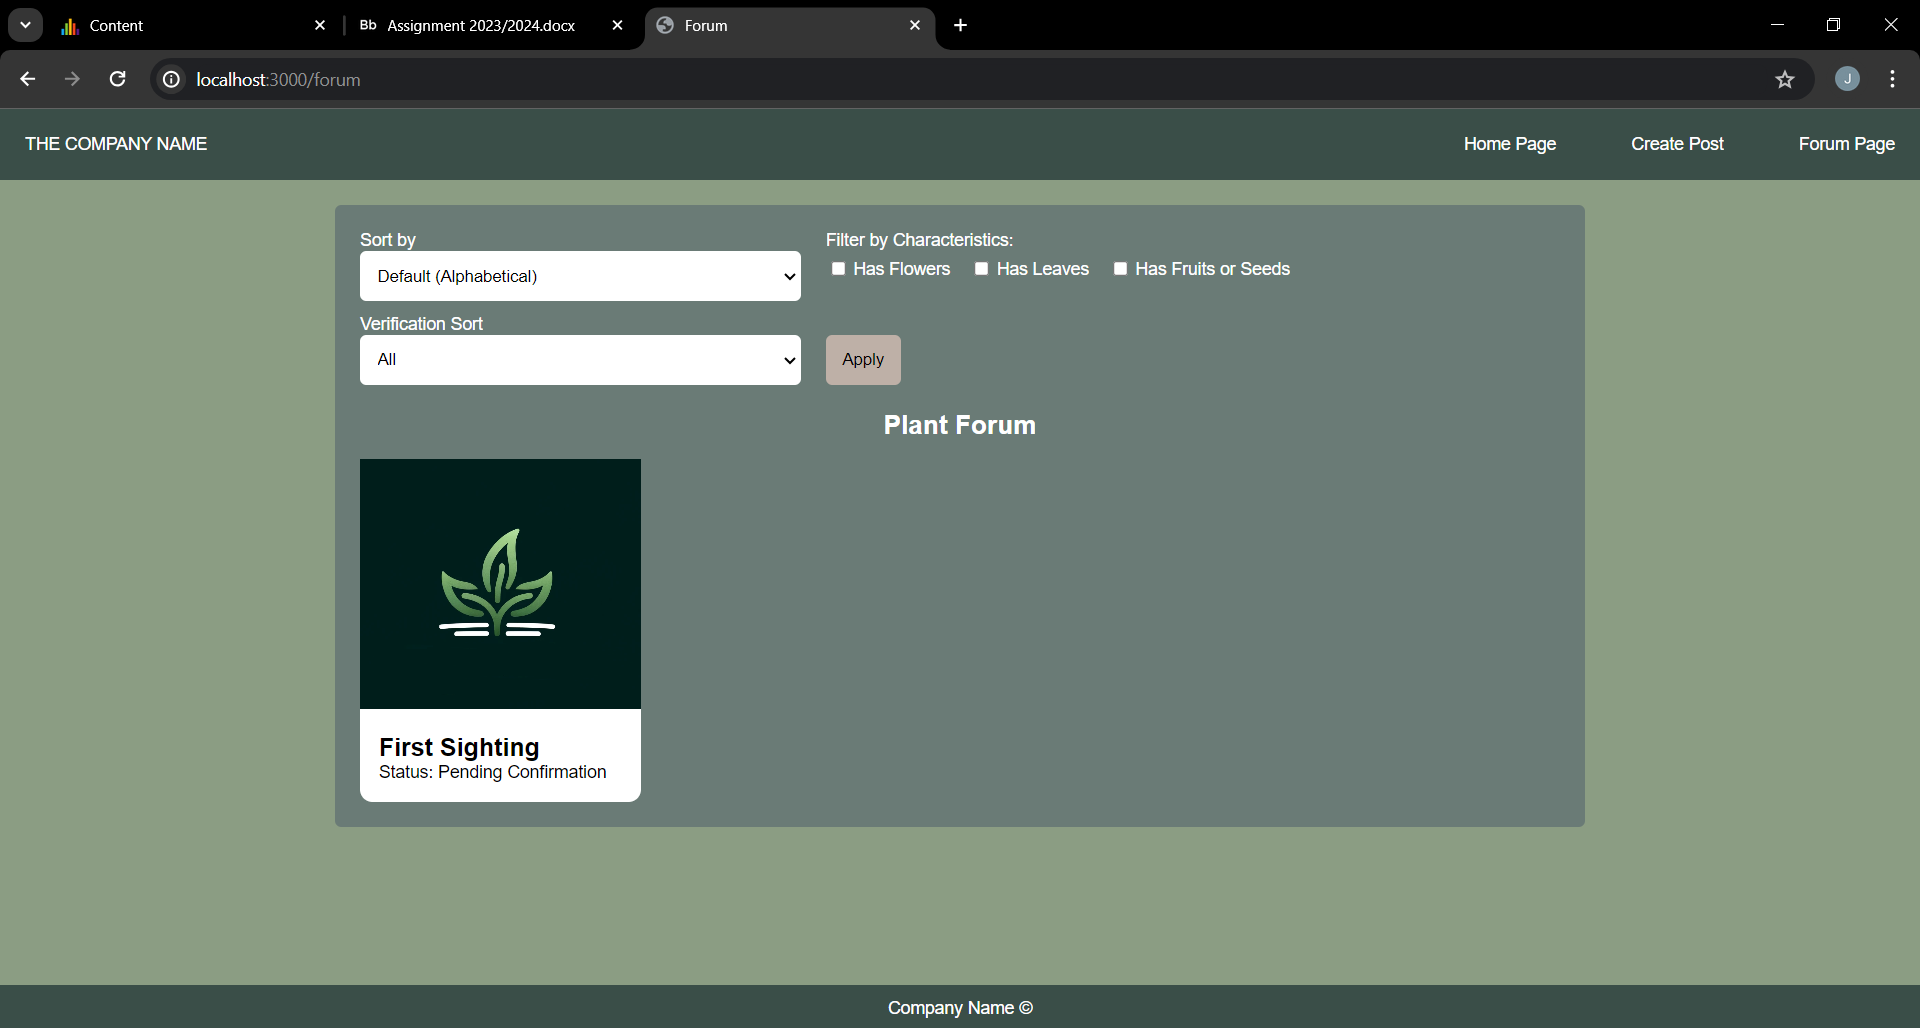 Content
Bb Assignment 2023/2024.docx
Forum
localhost:3000/forum
J
THE COMPANY NAME
Home Page
Create Post
Forum Page
Sort by
Default (Alphabetical)
Filter by Characteristics:
Has Flowers
Has Leaves
Has Fruits or Seeds
Verification Sort
All
Apply
Plant Forum
First Sighting
Status: Pending Confirmation
Company Name ©